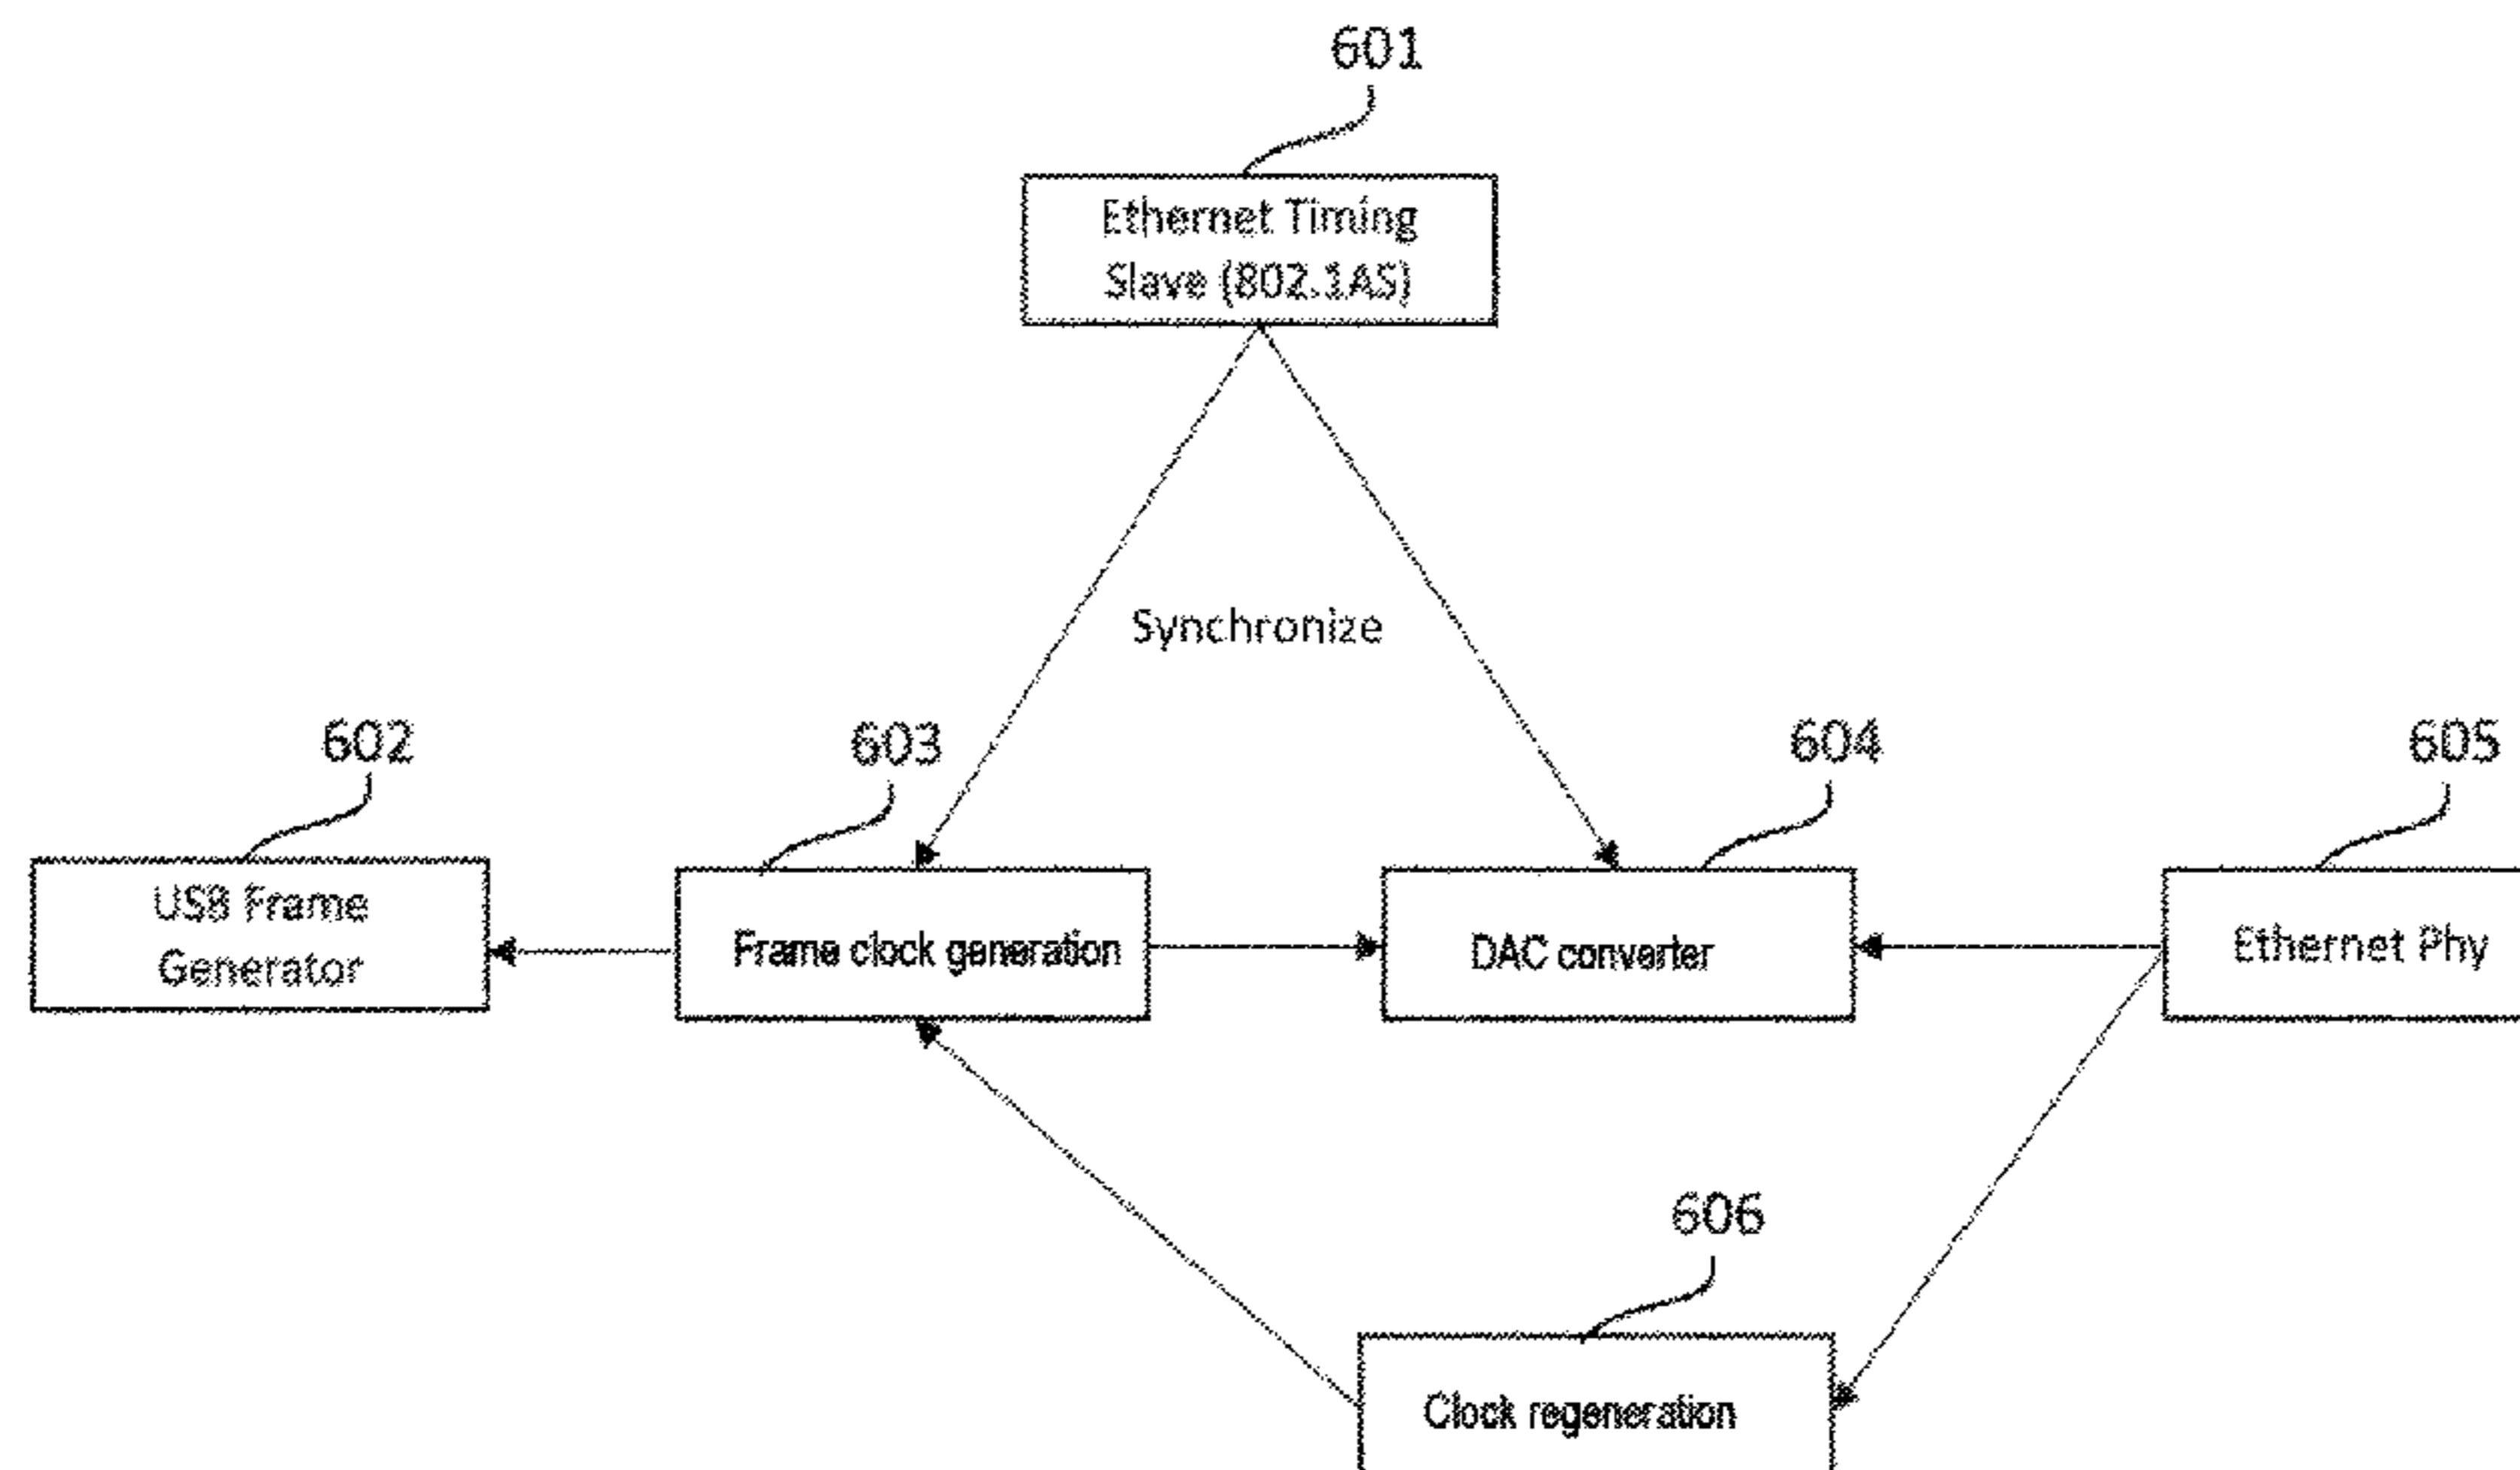 601
Ethernet Timing
Slave (802.1AS)
Synchronize
602
603
604
605
USB Frame
Generator
Frame clock generation
DAC converter
Ethernet Phy
606
Clock regeneration